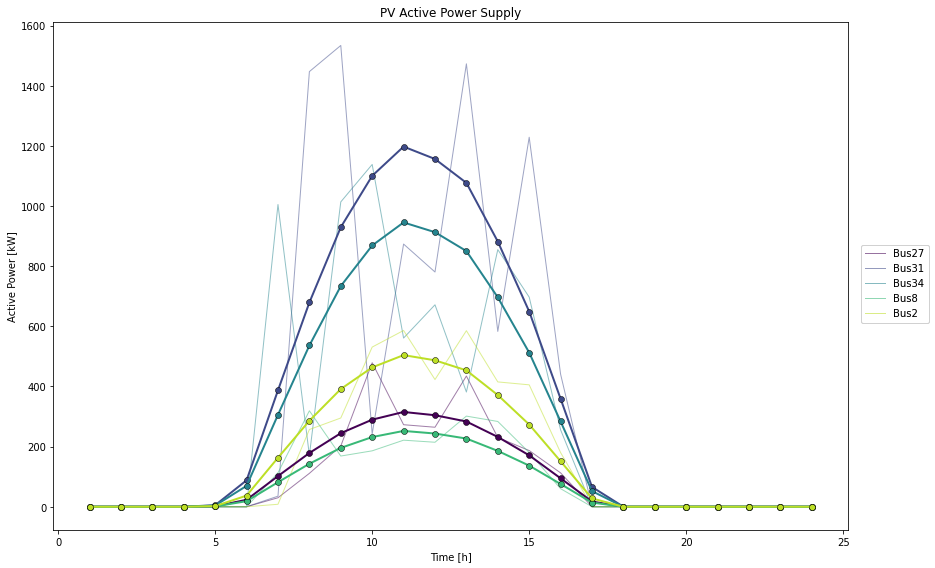 PV Active Power Supply
1600
1400
1200
1000
800
600
400
200
0
Active Power [kW]
0
5
10
15
20
25
Time [h]
Bus27
Bus31
Bus34
Bus8
Bus2